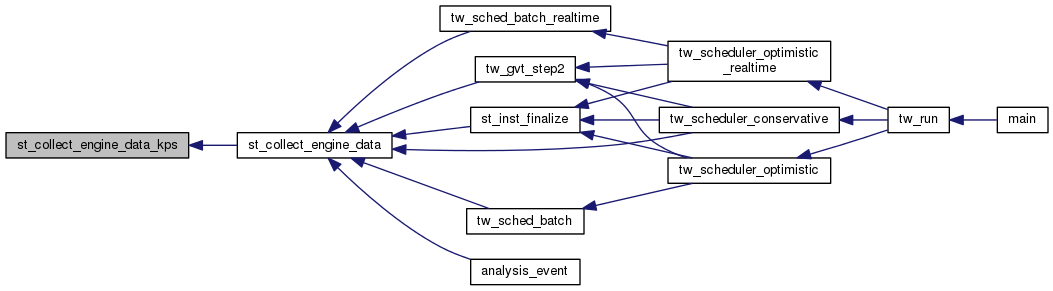 tw_sched_batch_realtime
tw_scheduler_optimistic
_realtime
tw_gvt_step2
st_inst_finalize
tw_scheduler_conservative
tw_run
main
st_collect_engine_data_kps
st_collect_engine_data
tw_scheduler_optimistic
tw_sched_batch
analysis_event